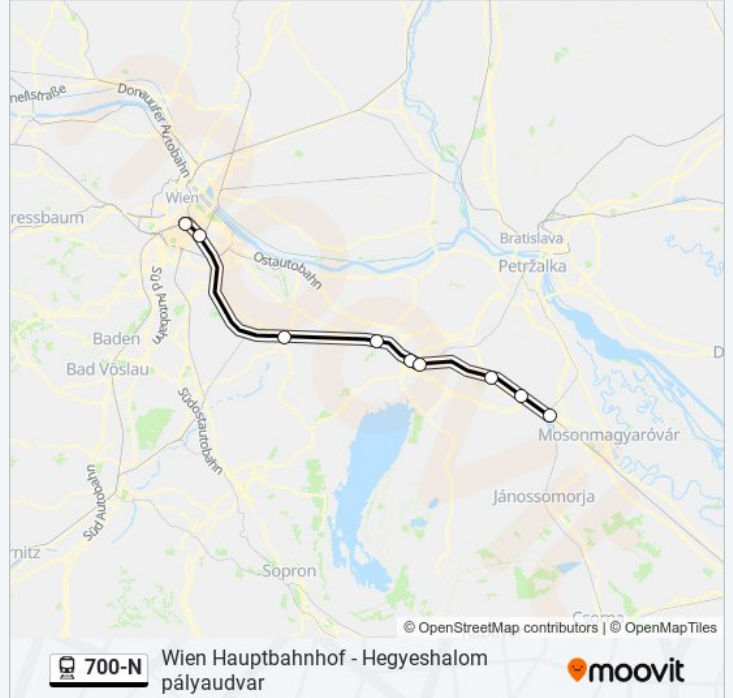 nellstraße
Donauufer Autobahn
Wien
ressbaum
Ostautobahn
Bratislava
Petržalka
Süd Autobahn
Baden
Bad Vöslau
D
Südostautobahn
Mosonmagyaróvár
Süd Autobahn
Jánossomorja
rnitz
Sopron
Csorna
© OpenStreetMap contributors | © OpenMapTiles
700-N
Wien Hauptbahnhof - Hegyeshalom
pályaudvar
moovit